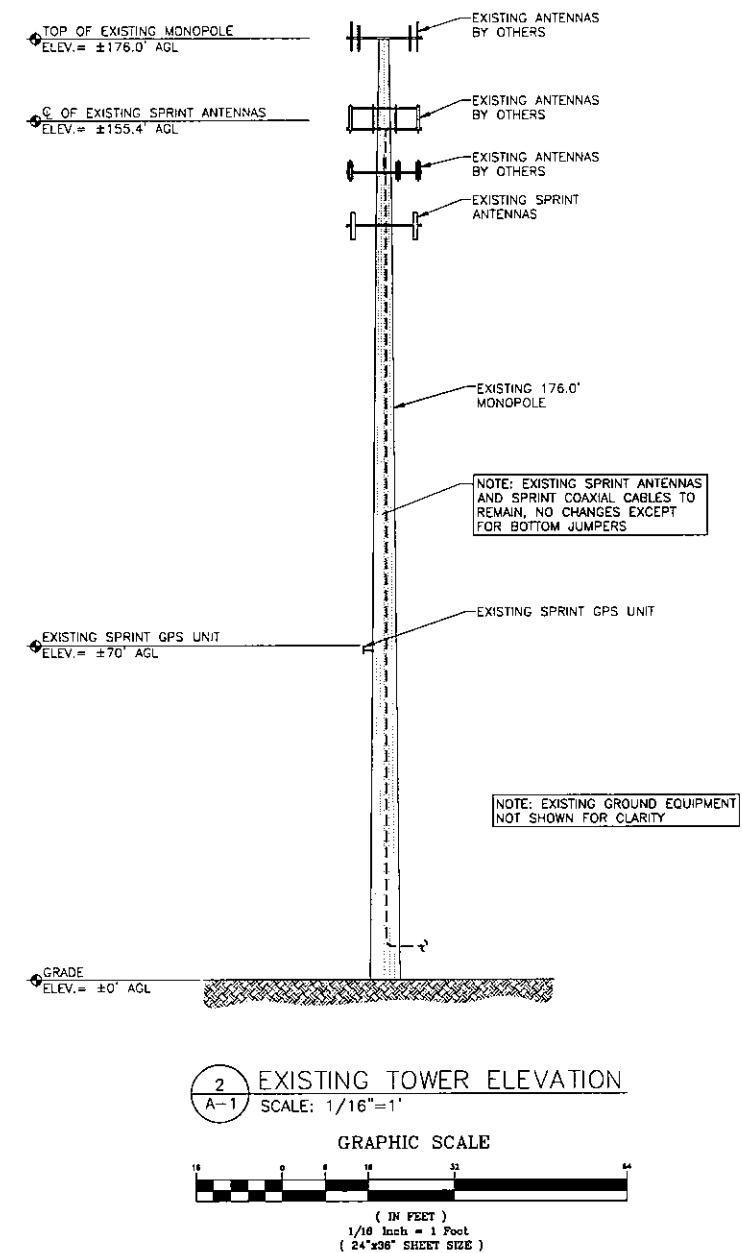 TOP OF EXISTING MONOPOLE
ELEV.= ±176.0' AGL
EXISTING ANTENNAS
BY OTHERS
℄ OF EXISTING SPRINT ANTENNAS
ELEV.= ±155.4' AGL
EXISTING ANTENNAS
BY OTHERS
EXISTING ANTENNAS
BY OTHERS
EXISTING SPRINT
ANTENNAS
EXISTING 176.0'
MONOPOLE
NOTE: EXISTING SPRINT ANTENNAS
AND SPRINT COAXIAL CABLES TO
REMAIN, NO CHANGES EXCEPT
FOR BOTTOM JUMPERS
EXISTING SPRINT GPS UNIT
ELEV.= ±70' AGL
EXISTING SPRINT GPS UNIT
NOTE: EXISTING GROUND EQUIPMENT
NOT SHOWN FOR CLARITY
GRADE
ELEV.= ±0' AGL
2
A-1
EXISTING TOWER ELEVATION
SCALE: 1/16"=1'
GRAPHIC SCALE
16 0 8 16 32 64
( IN FEET )
1/16 Inch = 1 Foot
( 24"x36" SHEET SIZE )